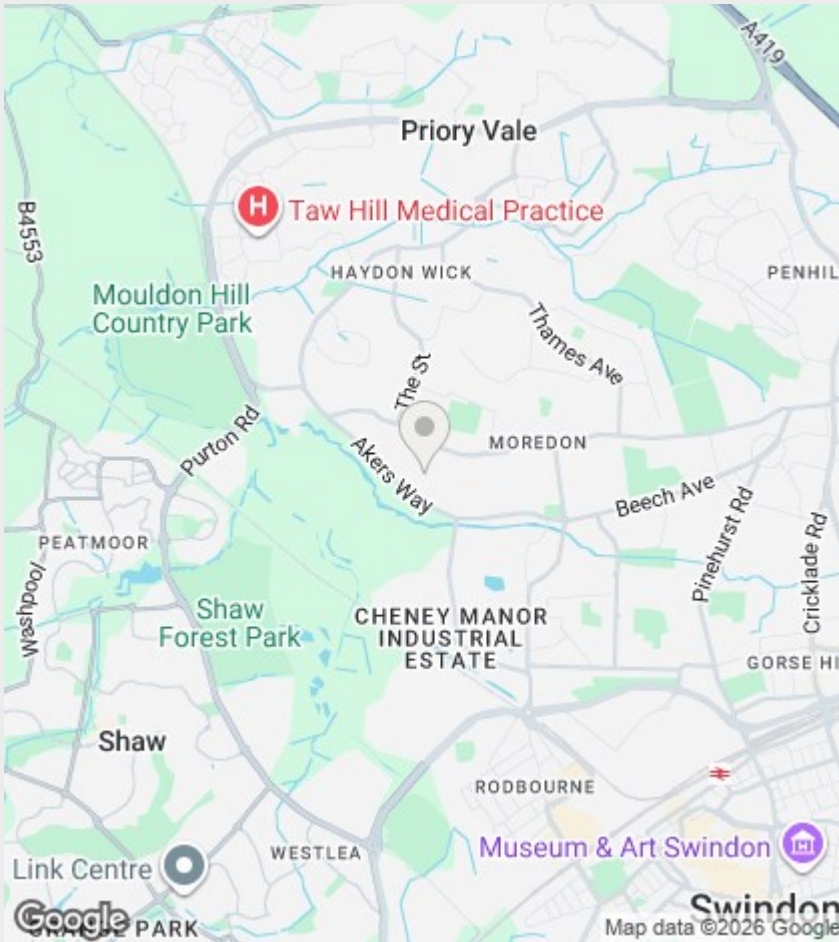 A419
Priory Vale
B4553
H
Taw Hill Medical Practice
HAYDON WICK
PENHIL
Mouldon Hill
Country Park
Thames Ave
The St
Purton Rd
Akers Way
MOREDON
Beech Ave
Pinehurst Rd
Cricklade Rd
PEATMOOR
Washpool
Shaw
Forest Park
CHENEY MANOR
INDUSTRIAL
ESTATE
GORSE HI
Shaw
RODBOURNE
WESTLEA
Museum & Art Swindon
Link Centre
Swindon
GRANGE PARK
Google
Map data ©2026 Google